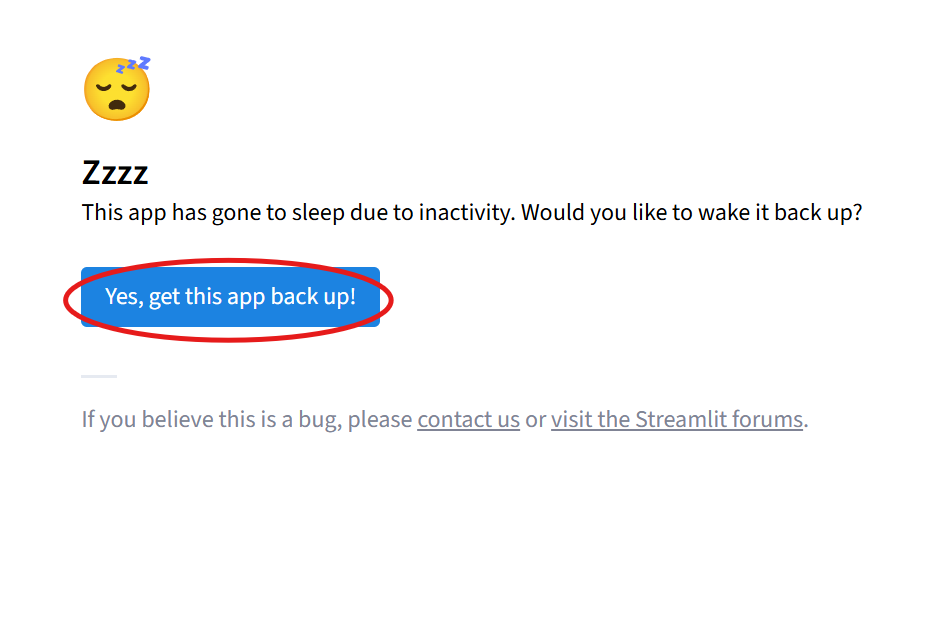 Zzzz
This app has gone to sleep due to inactivity. Would you like to wake it back up?
Yes, get this app back up!
If you believe this is a bug, please contact us or visit the Streamlit forums.